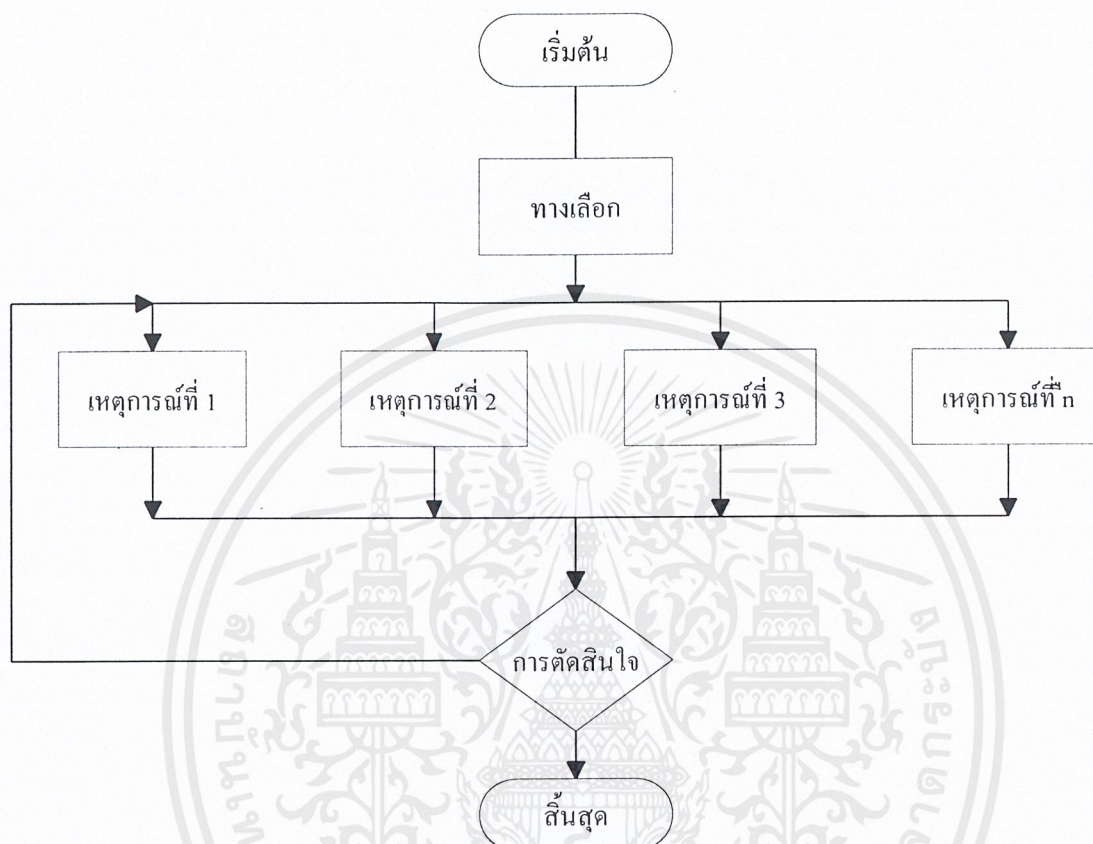 เริ่มต้น
ทางเลือก
เหตุการณ์ที่ 1
เหตุการณ์ที่ 2
เหตุการณ์ที่ 3
เหตุการณ์ที่ n
การตัดสินใจ
สิ้นสุด